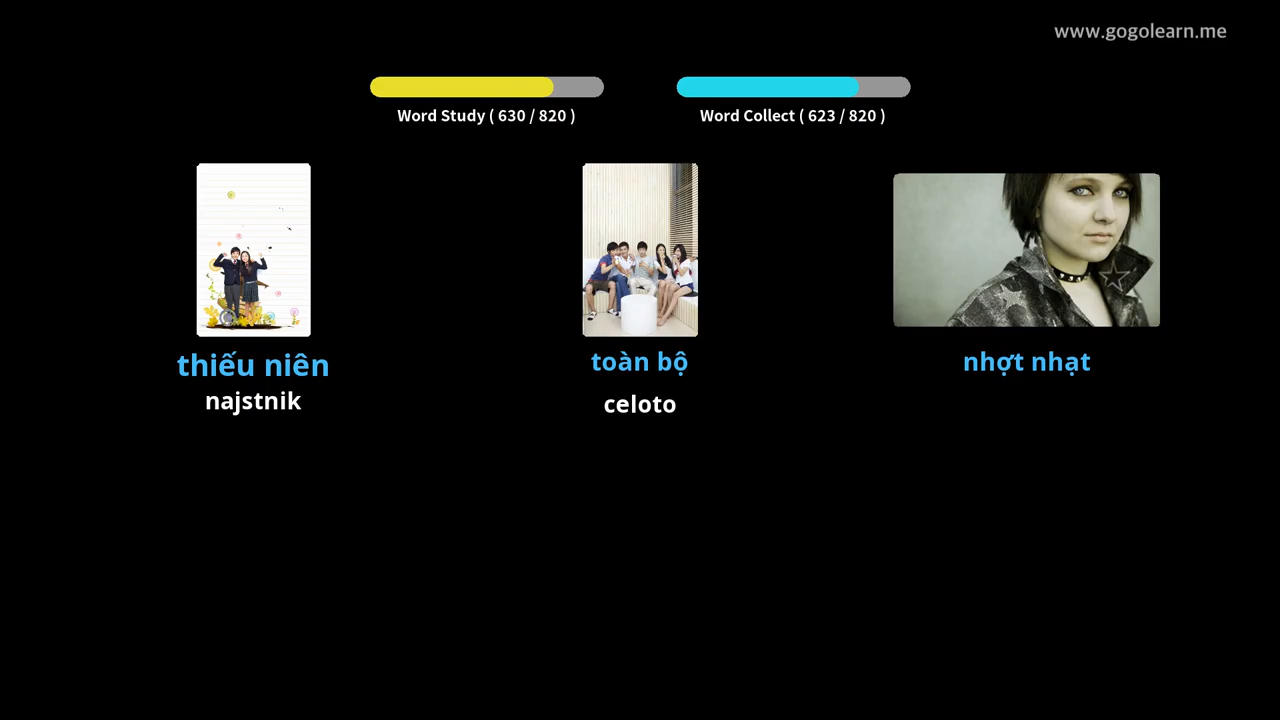 www.gogolearn.me
Word Study ( 630 / 820 )
Word Collect ( 623 / 820 )
thiếu niên
najstnik
toàn bộ
celoto
nhợt nhạt